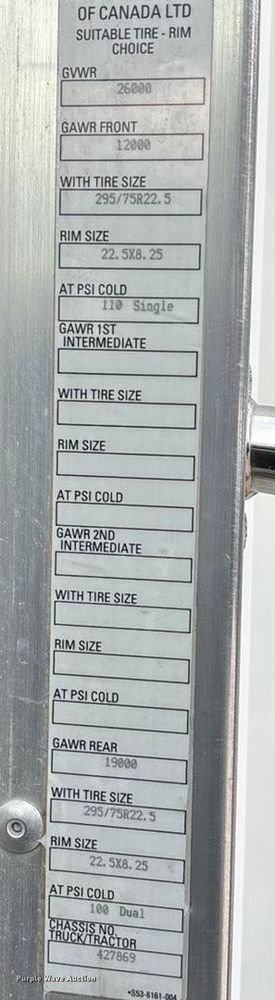 OF CANADA LTD
SUITABLE TIRE - RIM
CHOICE
GVWR
26000
GAWR FRONT
12000
WITH TIRE SIZE
295/75R22.5
RIM SIZE
22.5X8.25
AT PSI COLD
110 Single
GAWR 1ST
INTERMEDIATE
WITH TIRE SIZE
RIM SIZE
AT PSI COLD
GAWR 2ND
INTERMEDIATE
WITH TIRE SIZE
RIM SIZE
AT PSI COLD
GAWR REAR
19000
WITH TIRE SIZE
295/75R22.5
RIM SIZE
22.5X8.25
AT PSI COLD
100 Dual
CHASSIS NO.
TRUCK/TRACTOR
427869
•S53-6161-004
Purple Wave Auction